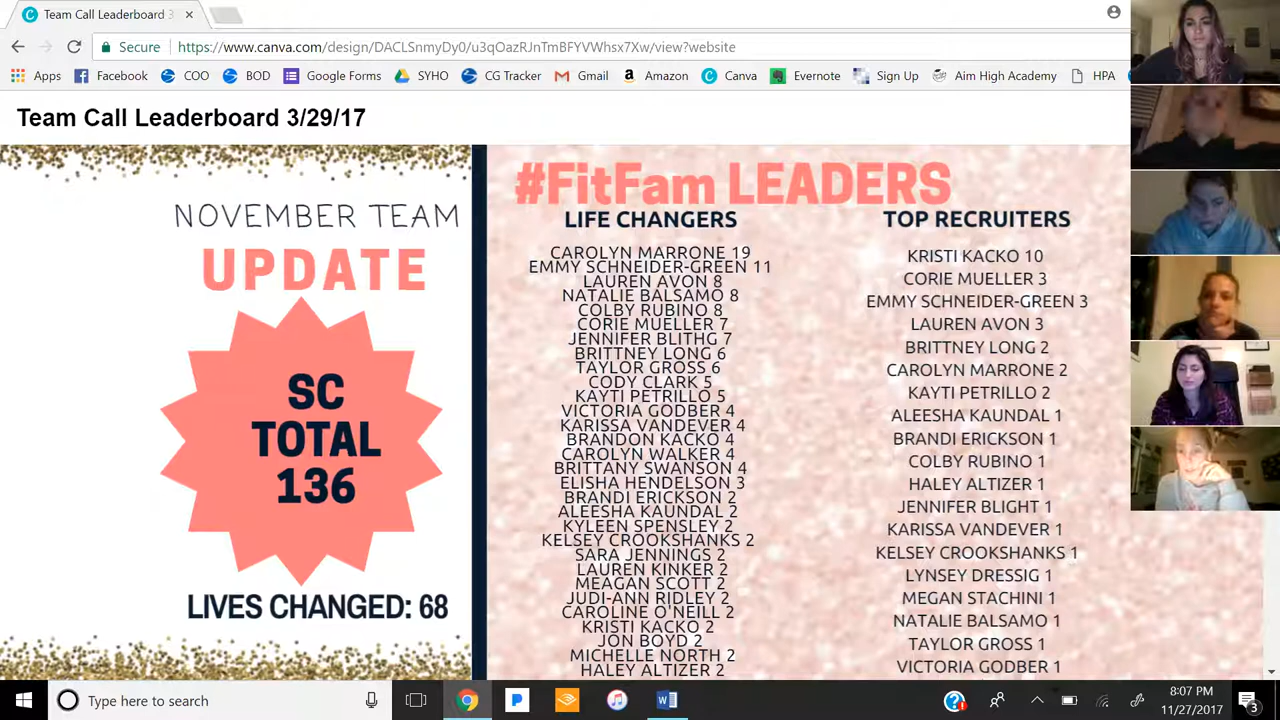 Team Call Leaderboard 3
Secure
https://www.canva.com/design/DACLSnmyDy0/u3qOazRJnTmBFYVWhsx7Xw/view?website
Apps Facebook COO BOD Google Forms SYHO CG Tracker Gmail Amazon Canva Evernote Sign Up Aim High Academy HPA
Team Call Leaderboard 3/29/17
NOVEMBER TEAM
UPDATE
SC
TOTAL
136
LIVES CHANGED: 68
#FitFam LEADERS
LIFE CHANGERS
CAROLYN MARRONE 19
EMMY SCHNEIDER-GREEN 11
LAUREN AVON 8
NATALIE BALSAMO 8
COLBY RUBINO 8
CORIE MUELLER 7
JENNIFER BLITHG 7
BRITTNEY LONG 6
TAYLOR GROSS 6
CODY CLARK 5
KAYTI PETRILLO 5
VICTORIA GODBER 4
KARISSA VANDEVER 4
BRANDON KACKO 4
CAROLYN WALKER 4
BRITTANY SWANSON 4
ELISHA HENDELSON 3
BRANDI ERICKSON 2
ALEESHA KAUNDAL 2
KYLEEN SPENSLEY 2
KELSEY CROOKSHANKS 2
SARA JENNINGS 2
LAUREN KINKER 2
MEAGAN SCOTT 2
JUDI-ANN RIDLEY 2
CAROLINE O'NEILL 2
KRISTI KACKO 2
JON BOYD 2
MICHELLE NORTH 2
HALEY ALTIZER 2
TOP RECRUITERS
KRISTI KACKO 10
CORIE MUELLER 3
EMMY SCHNEIDER-GREEN 3
LAUREN AVON 3
BRITTNEY LONG 2
CAROLYN MARRONE 2
KAYTI PETRILLO 2
ALEESHA KAUNDAL 1
BRANDI ERICKSON 1
COLBY RUBINO 1
HALEY ALTIZER 1
JENNIFER BLIGHT 1
KARISSA VANDEVER 1
KELSEY CROOKSHANKS 1
LYNSEY DRESSIG 1
MEGAN STACHINI 1
NATALIE BALSAMO 1
TAYLOR GROSS 1
VICTORIA GODBER 1
Type here to search
8:07 PM
11/27/2017
3